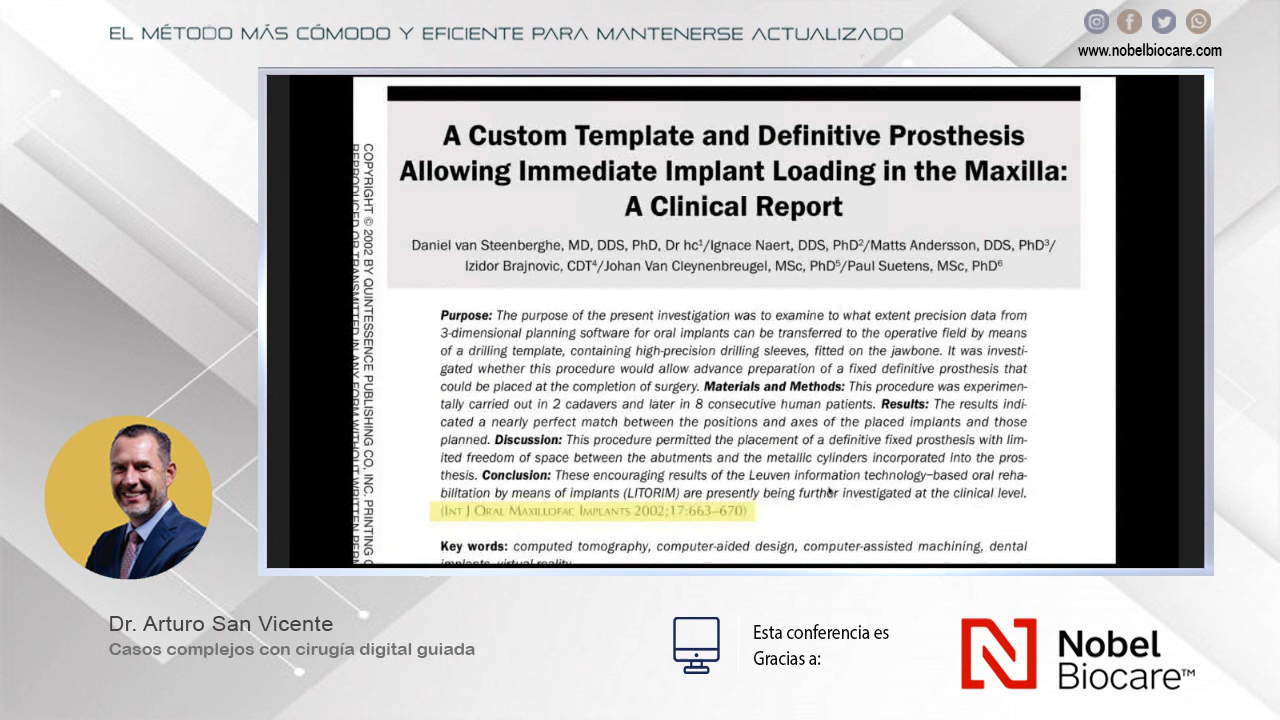 EL MÉTODO MÁS CÓMODO Y EFICIENTE PARA MANTENERSE ACTUALIZADO
www.nobelbiocare.com
A Custom Template and Definitive Prosthesis
Allowing Immediate Implant Loading in the Maxilla:
A Clinical Report
Daniel van Steenberghe, MD, DDS, PhD, Dr hc¹/Ignace Naert, DDS, PhD²/Matts Andersson, DDS, PhD³/
Izidor Brajnovic, CDT⁴/Johan Van Cleynenbreugel, MSc, PhD⁵/Paul Suetens, MSc, PhD⁶
COPYRIGHT © 2002 BY QUINTESSENCE PUBLISHING CO, INC. PRINTING O
REPRODUCED OR TRANSMITTED IN ANY FORM WITHOUT WRITTEN PERM
Purpose: The purpose of the present investigation was to examine to what extent precision data from
3-dimensional planning software for oral implants can be transferred to the operative field by means
of a drilling template, containing high-precision drilling sleeves, fitted on the jawbone. It was investi-
gated whether this procedure would allow advance preparation of a fixed definitive prosthesis that
could be placed at the completion of surgery. Materials and Methods: This procedure was experimen-
tally carried out in 2 cadavers and later in 8 consecutive human patients. Results: The results indi-
cated a nearly perfect match between the positions and axes of the placed implants and those
planned. Discussion: This procedure permitted the placement of a definitive fixed prosthesis with lim-
ited freedom of space between the abutments and the metallic cylinders incorporated into the pros-
thesis. Conclusion: These encouraging results of the Leuven information technology–based oral reha-
bilitation by means of implants (LITORIM) are presently being further investigated at the clinical level.
(INT J ORAL MAXILLOFAC IMPLANTS 2002;17:663–670)
Key words: computed tomography, computer-aided design, computer-assisted machining, dental
implants, virtual reality
Dr. Arturo San Vicente
Casos complejos con cirugía digital guiada
Esta conferencia es
Gracias a:
Nobel
Biocare™